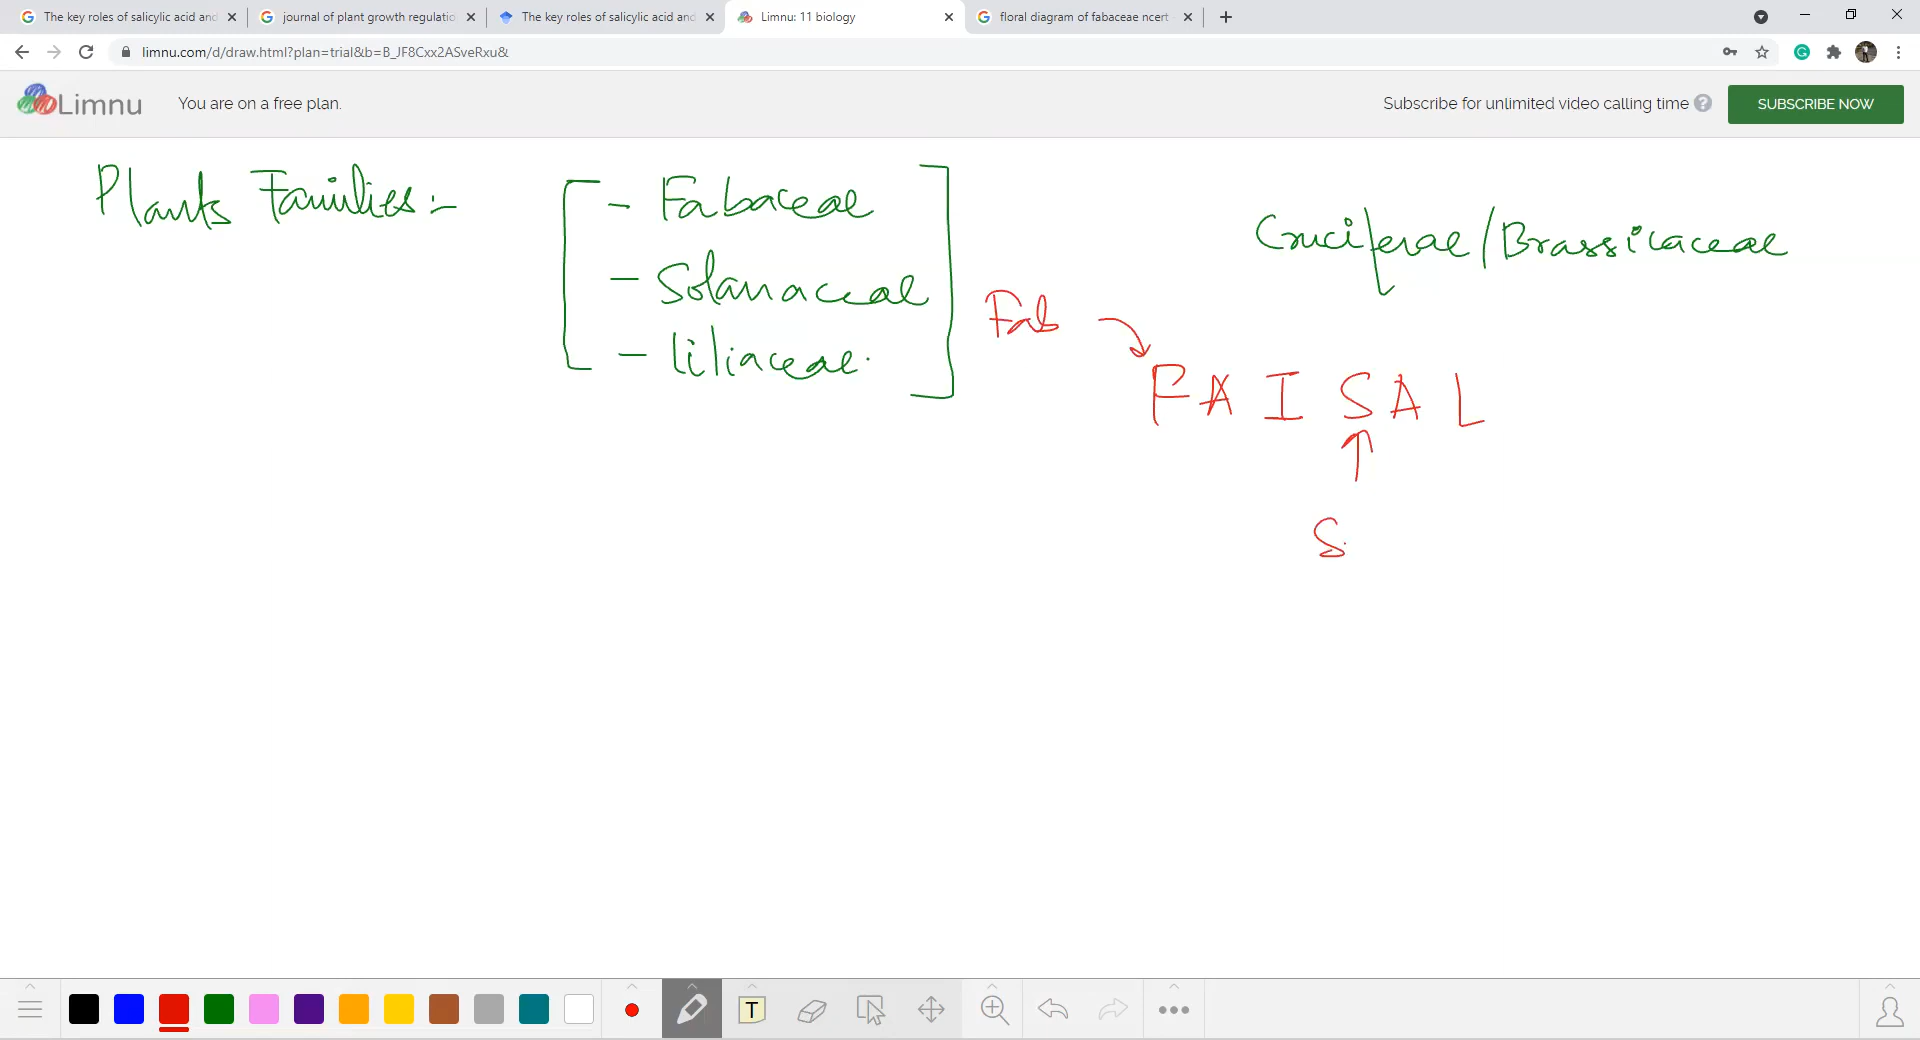 The key roles of salicylic acid and
journal of plant growth regulatio
The key roles of salicylic acid and
Limnu: 11 biology
floral diagram of fabaceae ncert
limnu.com/d/draw.html?plan=trial&b=B_JF8Cxx2ASveRxu&
Limnu
You are on a free plan.
Subscribe for unlimited video calling time ?
SUBSCRIBE NOW
Plants Families:-
- Fabaceae
- Solanaceae
- liliaceae.
Cruciferae/Brassicaceae
Fab
FAISAL
S
T